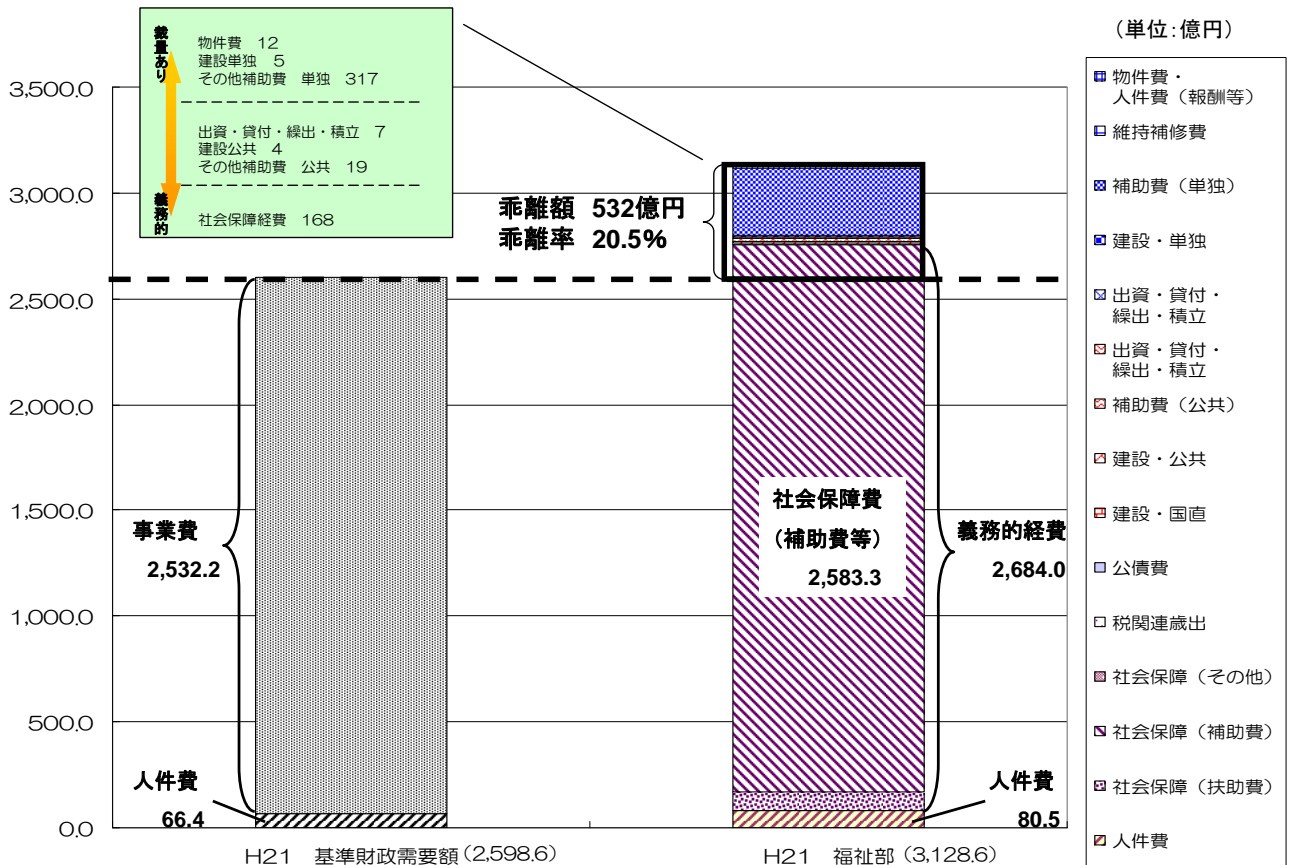 （単位：億円）
裁量あり
物件費　12
建設単独　5
その他補助費　単独　317
出資・貸付・繰出・積立　7
建設公共　4
その他補助費　公共　19
義務的
社会保障経費　168
3,500.0
3,000.0
2,500.0
2,000.0
1,500.0
1,000.0
500.0
0.0
乖離額 532億円
乖離率 20.5%
事業費
2,532.2
人件費
66.4
社会保障費
（補助費等）
2,583.3
義務的経費
2,684.0
人件費
80.5
H21　基準財政需要額（2,598.6）
H21　福祉部（3,128.6）
物件費・
人件費（報酬等）
維持補修費
補助費（単独）
建設・単独
出資・貸付・
繰出・積立
出資・貸付・
繰出・積立
補助費（公共）
建設・公共
建設・国直
公債費
税関連歳出
社会保障（その他）
社会保障（補助費）
社会保障（扶助費）
人件費